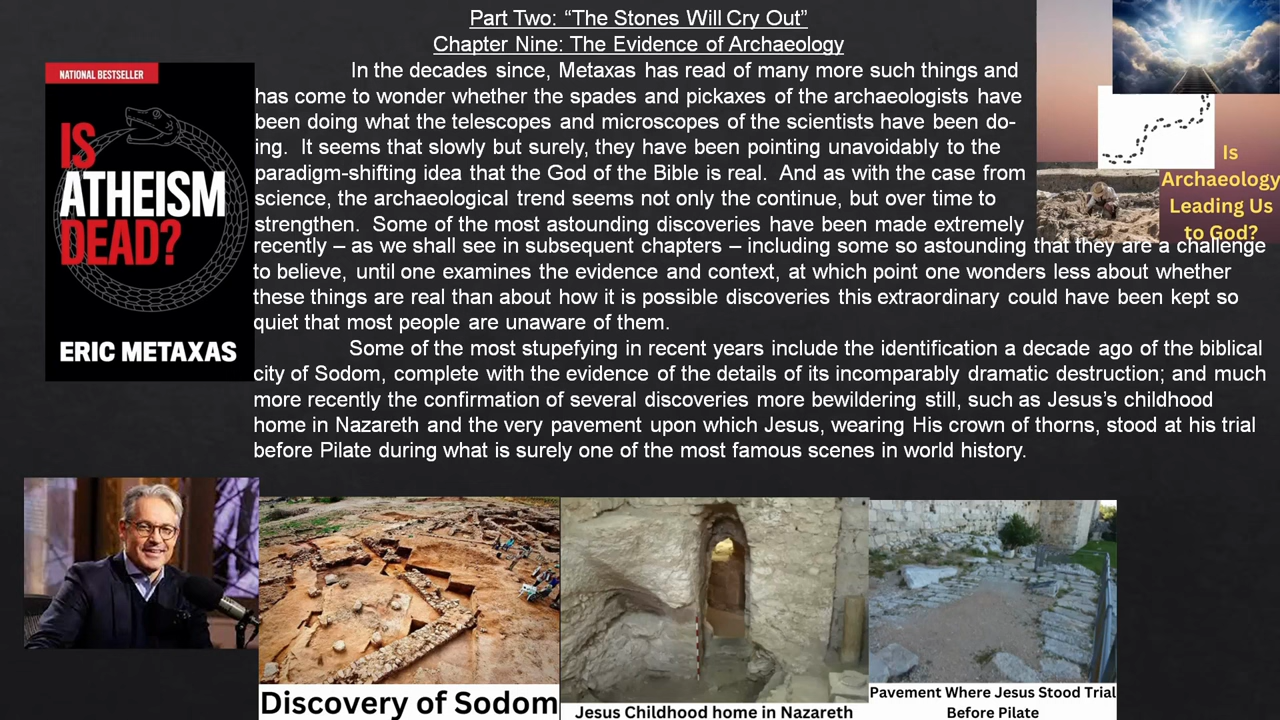 Part Two: “The Stones Will Cry Out”
Chapter Nine: The Evidence of Archaeology
In the decades since, Metaxas has read of many more such things and
has come to wonder whether the spades and pickaxes of the archaeologists have
been doing what the telescopes and microscopes of the scientists have been do-
ing. It seems that slowly but surely, they have been pointing unavoidably to the
paradigm-shifting idea that the God of the Bible is real. And as with the case from
science, the archaeological trend seems not only the continue, but over time to
strengthen. Some of the most astounding discoveries have been made extremely
recently – as we shall see in subsequent chapters – including some so astounding that they are a challenge
to believe, until one examines the evidence and context, at which point one wonders less about whether
these things are real than about how it is possible discoveries this extraordinary could have been kept so
quiet that most people are unaware of them.
Some of the most stupefying in recent years include the identification a decade ago of the biblical
city of Sodom, complete with the evidence of the details of its incomparably dramatic destruction; and much
more recently the confirmation of several discoveries more bewildering still, such as Jesus’s childhood
home in Nazareth and the very pavement upon which Jesus, wearing His crown of thorns, stood at his trial
before Pilate during what is surely one of the most famous scenes in world history.
NATIONAL BESTSELLER
IS
ATHEISM
DEAD?
ERIC METAXAS
Is
Archaeology
Leading Us
to God?
Discovery of Sodom
Jesus Childhood home in Nazareth
Pavement Where Jesus Stood Trial
Before Pilate